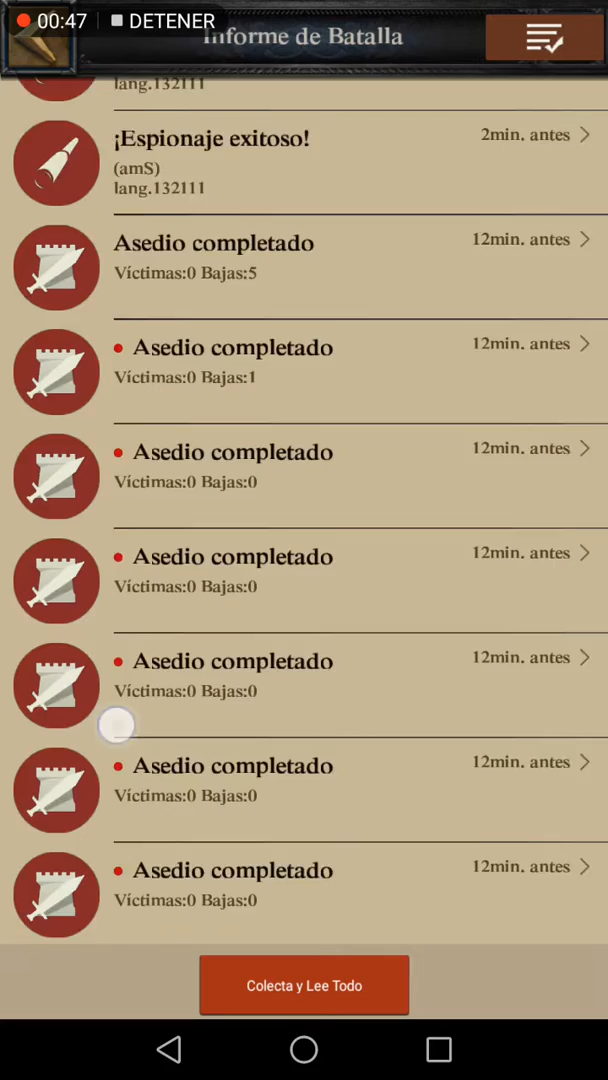 00:47 DETENER
Informe de Batalla
lang.132111
¡Espionaje exitoso!
2min. antes
(amS)
lang.132111
Asedio completado
12min. antes
Víctimas:0 Bajas:5
Asedio completado
12min. antes
Víctimas:0 Bajas:1
Asedio completado
12min. antes
Víctimas:0 Bajas:0
Asedio completado
12min. antes
Víctimas:0 Bajas:0
Asedio completado
12min. antes
Víctimas:0 Bajas:0
Asedio completado
12min. antes
Víctimas:0 Bajas:0
Asedio completado
12min. antes
Víctimas:0 Bajas:0
Colecta y Lee Todo